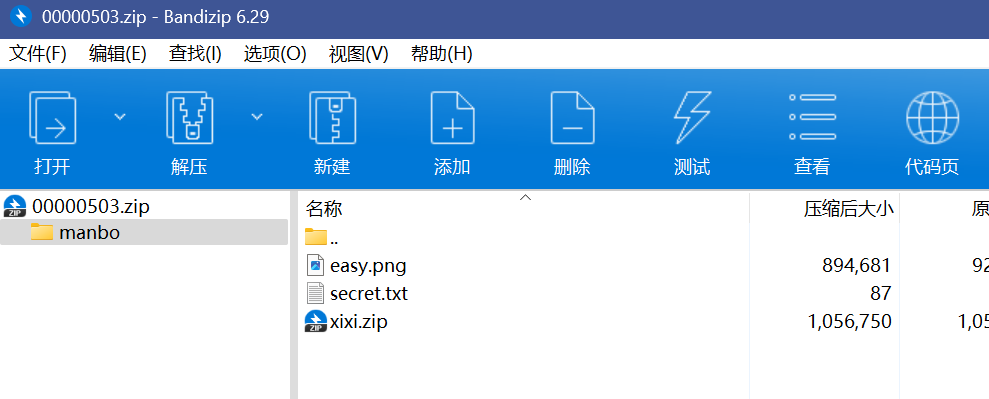 00000503.zip - Bandizip 6.29
文件(F) 编辑(E) 查找(I) 选项(O) 视图(V) 帮助(H)
打开 解压 新建 添加 删除 测试 查看 代码页
00000503.zip
manbo
名称 压缩后大小 原
..
easy.png 894,681 92
secret.txt 87
ZIP xixi.zip 1,056,750 1,05